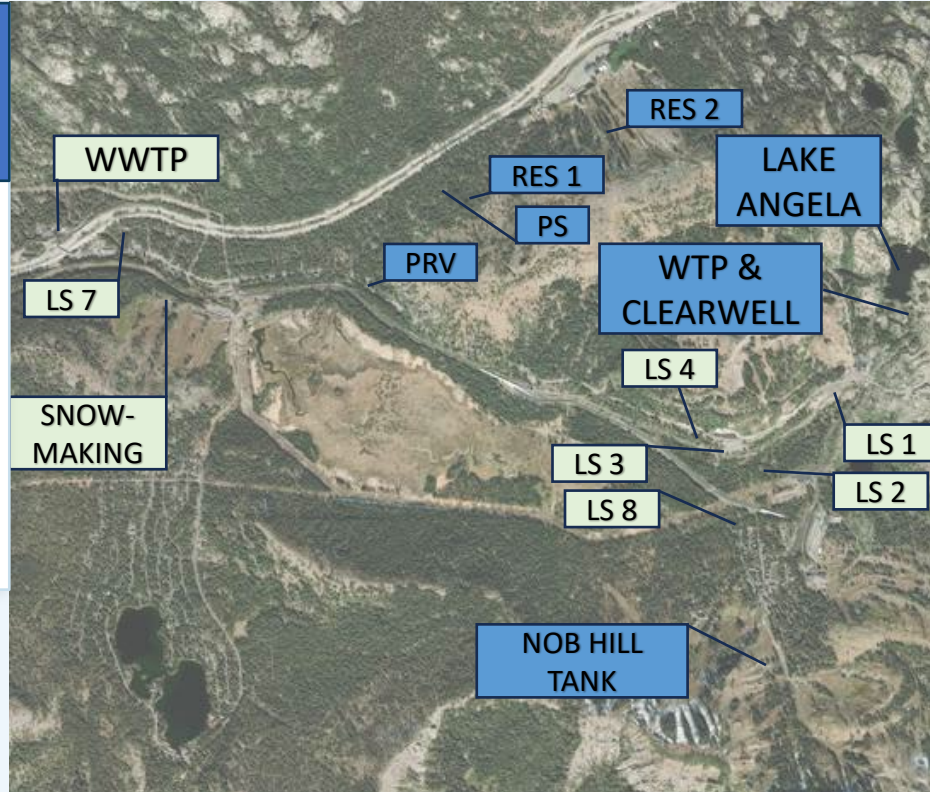 RES 2
WWTP
LAKE
ANGELA
RES 1
PS
PRV
WTP &
CLEARWELL
LS 7
LS 4
SNOW-
MAKING
LS 1
LS 3
LS 2
LS 8
NOB HILL
TANK